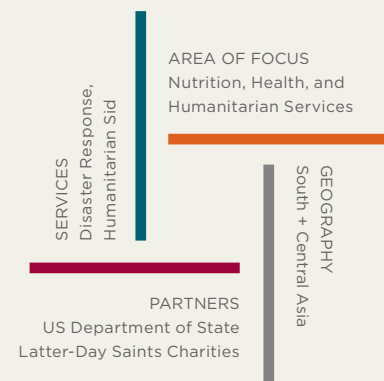 AREA OF FOCUS
Nutrition, Health, and
Humanitarian Services
SERVICES
Disaster Response,
Humanitarian Sid
GEOGRAPHY
South + Central Asia
PARTNERS
US Department of State
Latter-Day Saints Charities